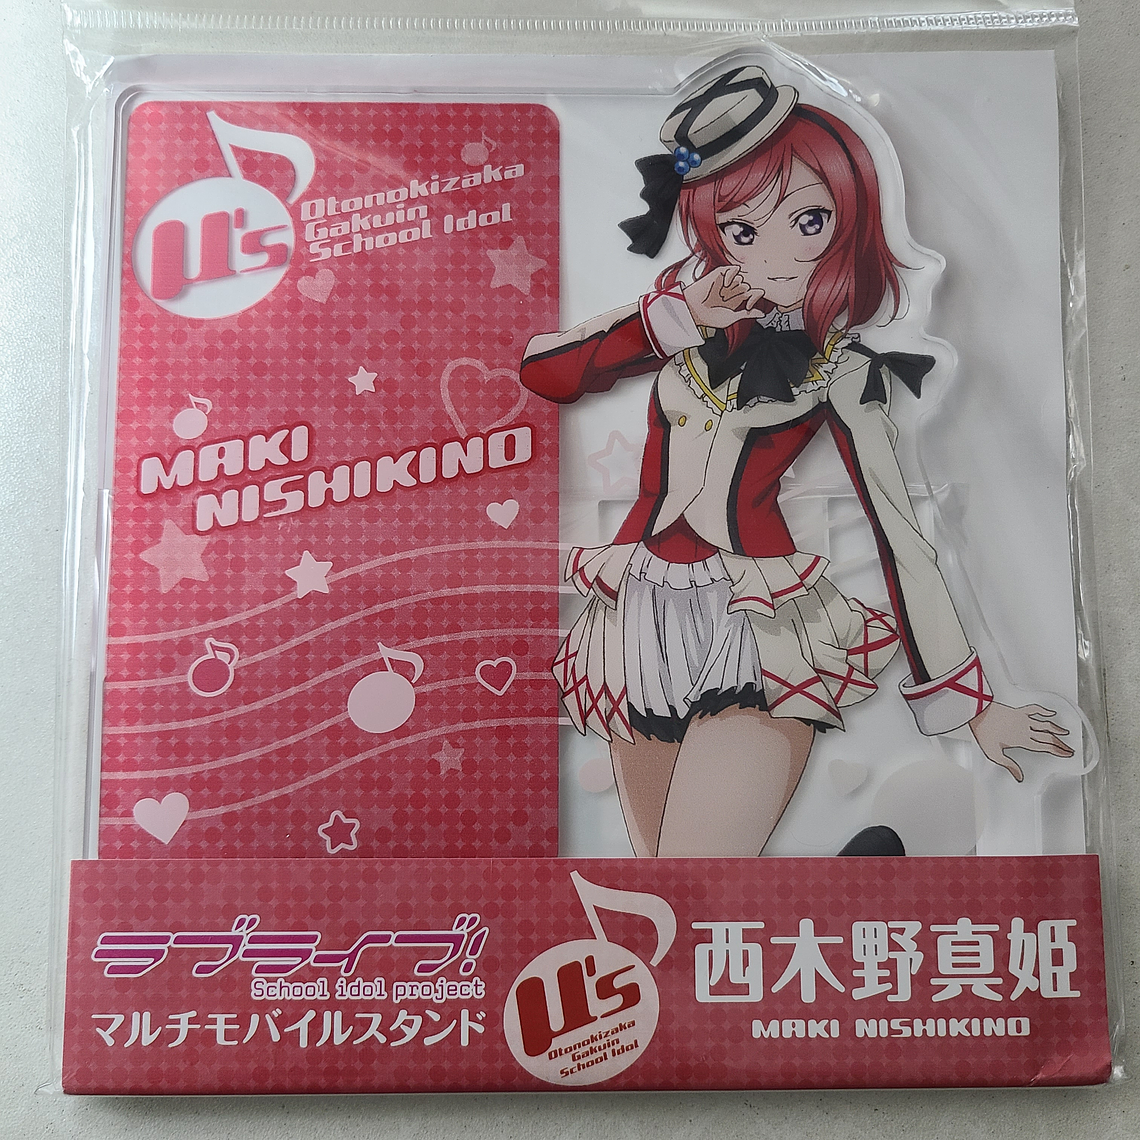 μ's
Otonokizaka
Gakuin
School Idol
MAKI
NISHIKINO
ラブライブ!
School idol project
マルチモバイルスタンド
μ's
Otonokizaka
Gakuin
School Idol
西木野真姫
MAKI NISHIKINO